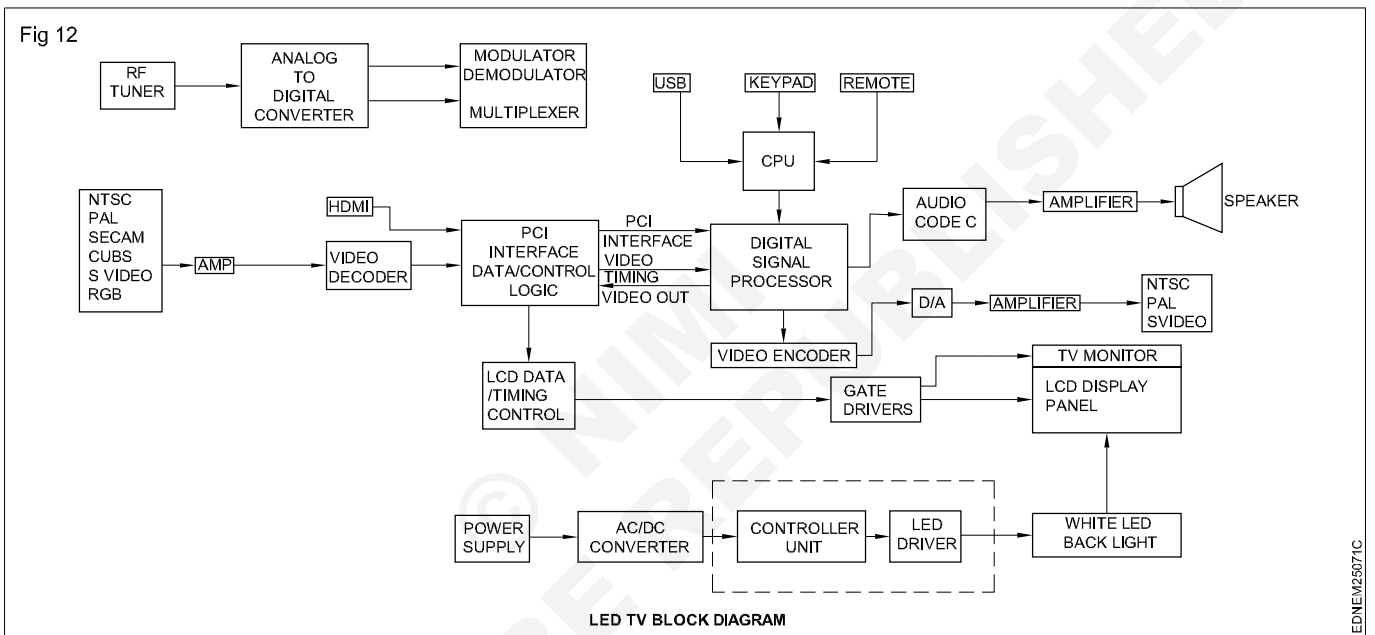 Fig 12
RF
TUNER
ANALOG
TO
DIGITAL
CONVERTER
MODULATOR
DEMODULATOR
MULTIPLEXER
USB
KEYPAD
REMOTE
CPU
NTSC
PAL
SECAM
CUBS
S VIDEO
RGB
AMP
HDMI
VIDEO
DECODER
PCI
INTERFACE
DATA/CONTROL
LOGIC
PCI
INTERFACE
VIDEO
TIMING
VIDEO OUT
DIGITAL
SIGNAL
PROCESSOR
AUDIO
CODE C
AMPLIFIER
SPEAKER
D/A
AMPLIFIER
NTSC
PAL
SVIDEO
VIDEO ENCODER
LCD DATA
/TIMING
CONTROL
GATE
DRIVERS
TV MONITOR
LCD DISPLAY
PANEL
POWER
SUPPLY
AC/DC
CONVERTER
CONTROLLER
UNIT
LED
DRIVER
WHITE LED
BACK LIGHT
LED TV BLOCK DIAGRAM
EDNEM25071C
© NIMI
RE REPUBLISHE